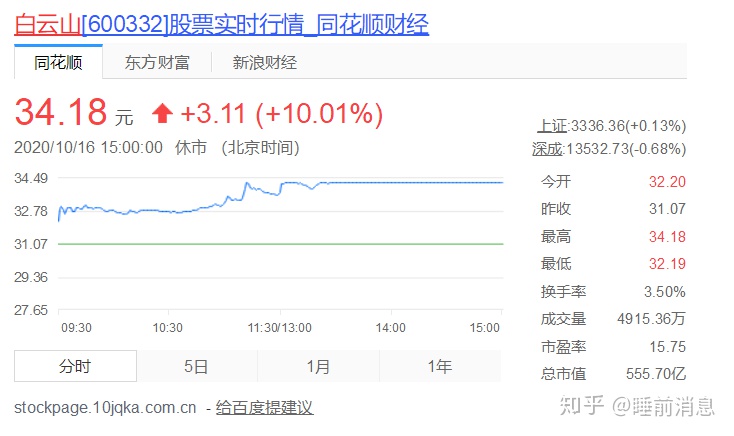 白云山[600332]股票实时行情_同花顺财经
同花顺 东方财富 新浪财经
34.18 元 +3.11 (+10.01%)
2020/10/16 15:00:00 休市 (北京时间)
上证:3336.36(+0.13%)
深成:13532.73(-0.68%)
34.49
32.78
31.07
29.36
27.65
09:30 10:30 11:30/13:00 14:00 15:00
今开 32.20
昨收 31.07
最高 34.18
最低 32.19
换手率 3.50%
成交量 4915.36万
市盈率 15.75
总市值 555.70亿
分时 5日 1月 1年
stockpage.10jqka.com.cn - 给百度提建议
知乎 @睡前消息